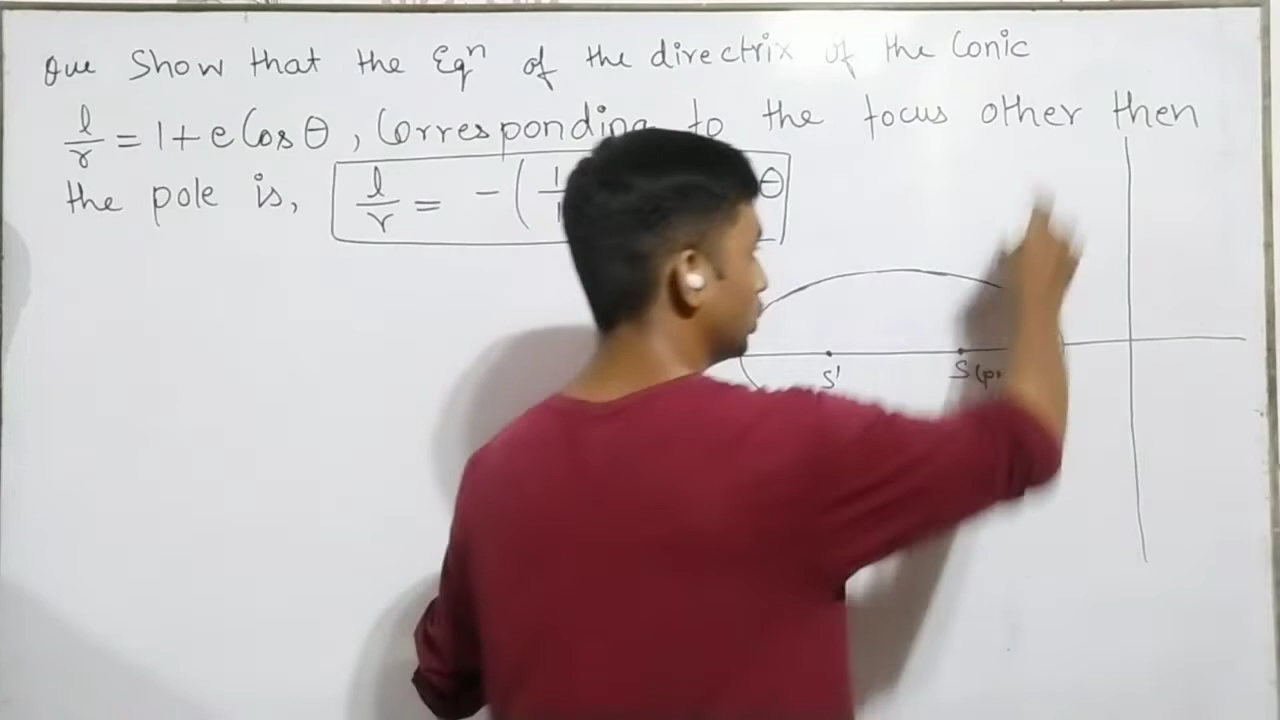 Que Show that the Eqⁿ of the directrix of the Conic
l/r = 1 + e Cos θ, Corresponding to the focus other then
the pole is, l/r = - ( 1 θ
S' S (p